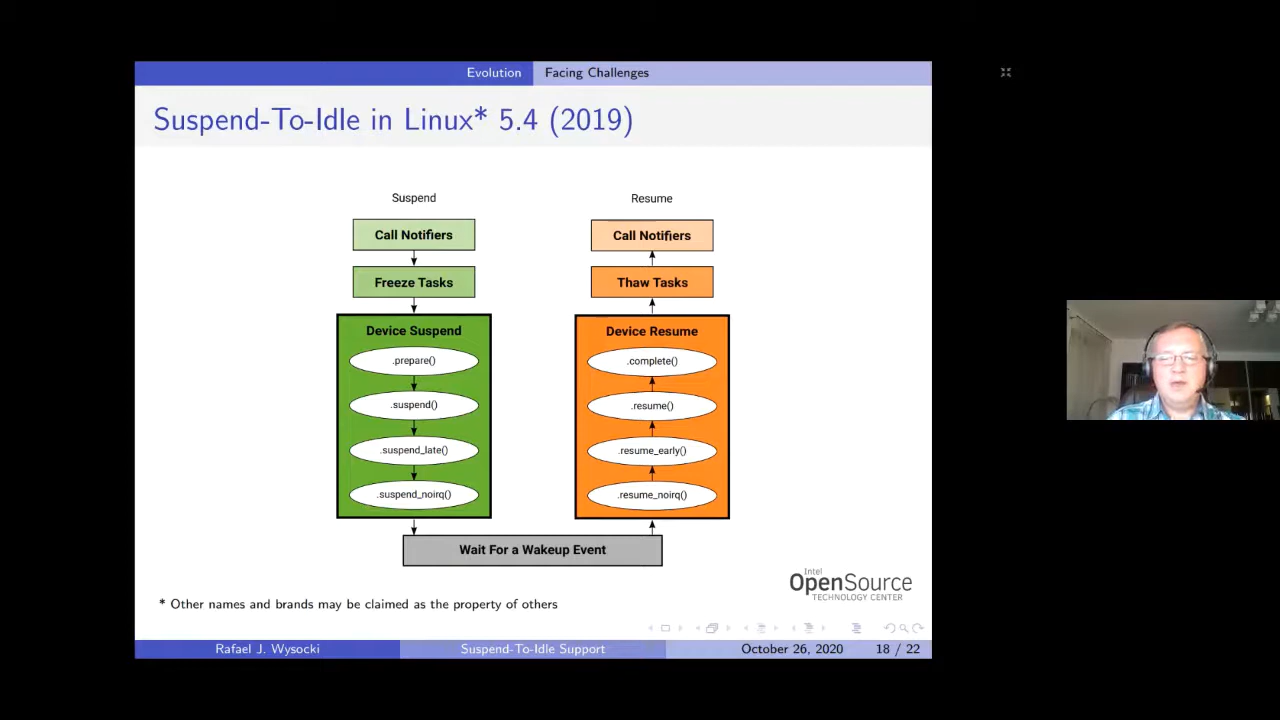 Evolution Facing Challenges
Suspend-To-Idle in Linux* 5.4 (2019)
Suspend
Call Notifiers
Freeze Tasks
Device Suspend
.prepare()
.suspend()
.suspend_late()
.suspend_noirq()
Resume
Call Notifiers
Thaw Tasks
Device Resume
.complete()
.resume()
.resume_early()
.resume_noirq()
Wait For a Wakeup Event
Intel
OpenSource
TECHNOLOGY CENTER
* Other names and brands may be claimed as the property of others
Rafael J. Wysocki Suspend-To-Idle Support October 26, 2020 18 / 22